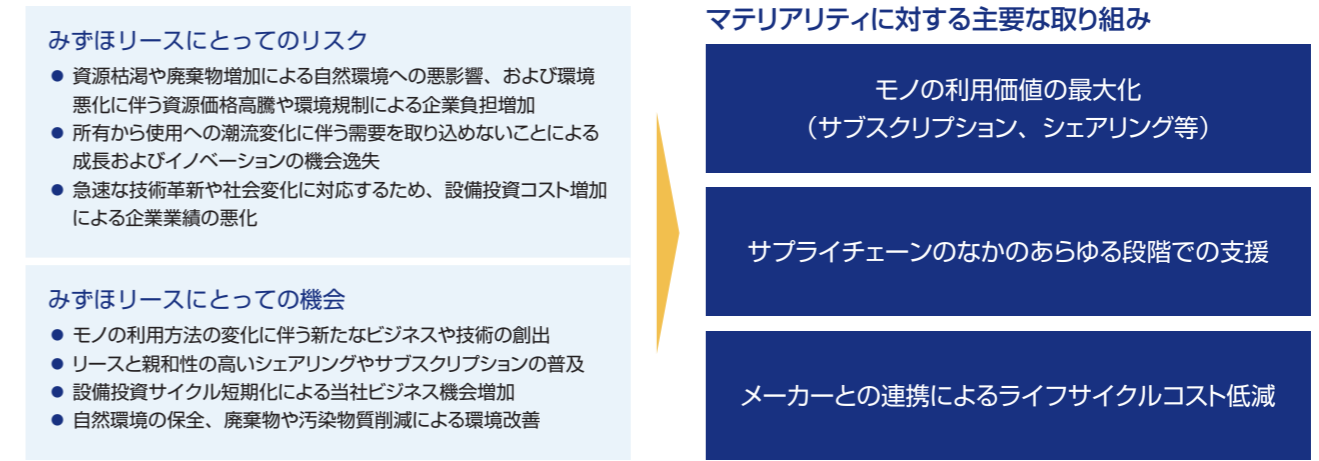 みずほリースにとってのリスク
● 資源枯渇や廃棄物増加による自然環境への悪影響、および環境
悪化に伴う資源価格高騰や環境規制による企業負担増加
● 所有から使用への潮流変化に伴う需要を取り込めないことによる
成長およびイノベーションの機会逸失
● 急速な技術革新や社会変化に対応するため、設備投資コスト増加
による企業業績の悪化
みずほリースにとっての機会
● モノの利用方法の変化に伴う新たなビジネスや技術の創出
● リースと親和性の高いシェアリングやサブスクリプションの普及
● 設備投資サイクル短期化による当社ビジネス機会増加
● 自然環境の保全、廃棄物や汚染物質削減による環境改善
マテリアリティに対する主要な取り組み
モノの利用価値の最大化
（サブスクリプション、シェアリング等）
サプライチェーンのなかのあらゆる段階での支援
メーカーとの連携によるライフサイクルコスト低減